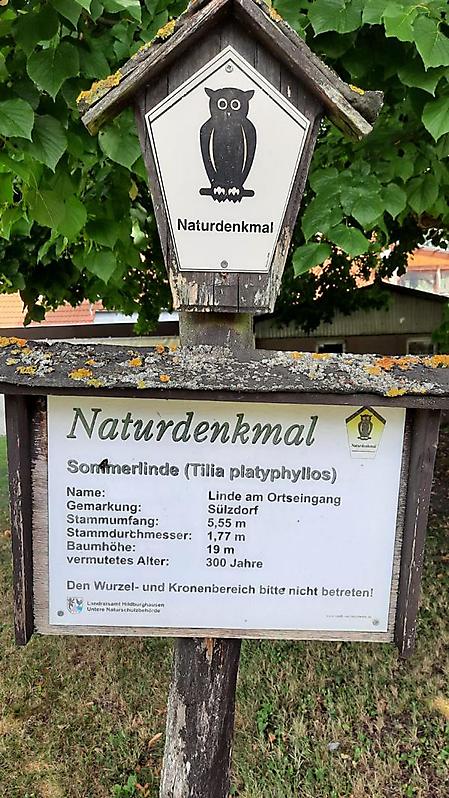 Naturdenkmal
Naturdenkmal
Naturdenkmal
Sommerlinde (Tilia platyphyllos)
Name: Linde am Ortseingang
Gemarkung: Sülzdorf
Stammumfang: 5,55 m
Stammdurchmesser: 1,77 m
Baumhöhe: 19 m
vermutetes Alter: 300 Jahre
Den Wurzel- und Kronenbereich bitte nicht betreten!
Landratsamt Hildburghausen
Untere Naturschutzbehörde